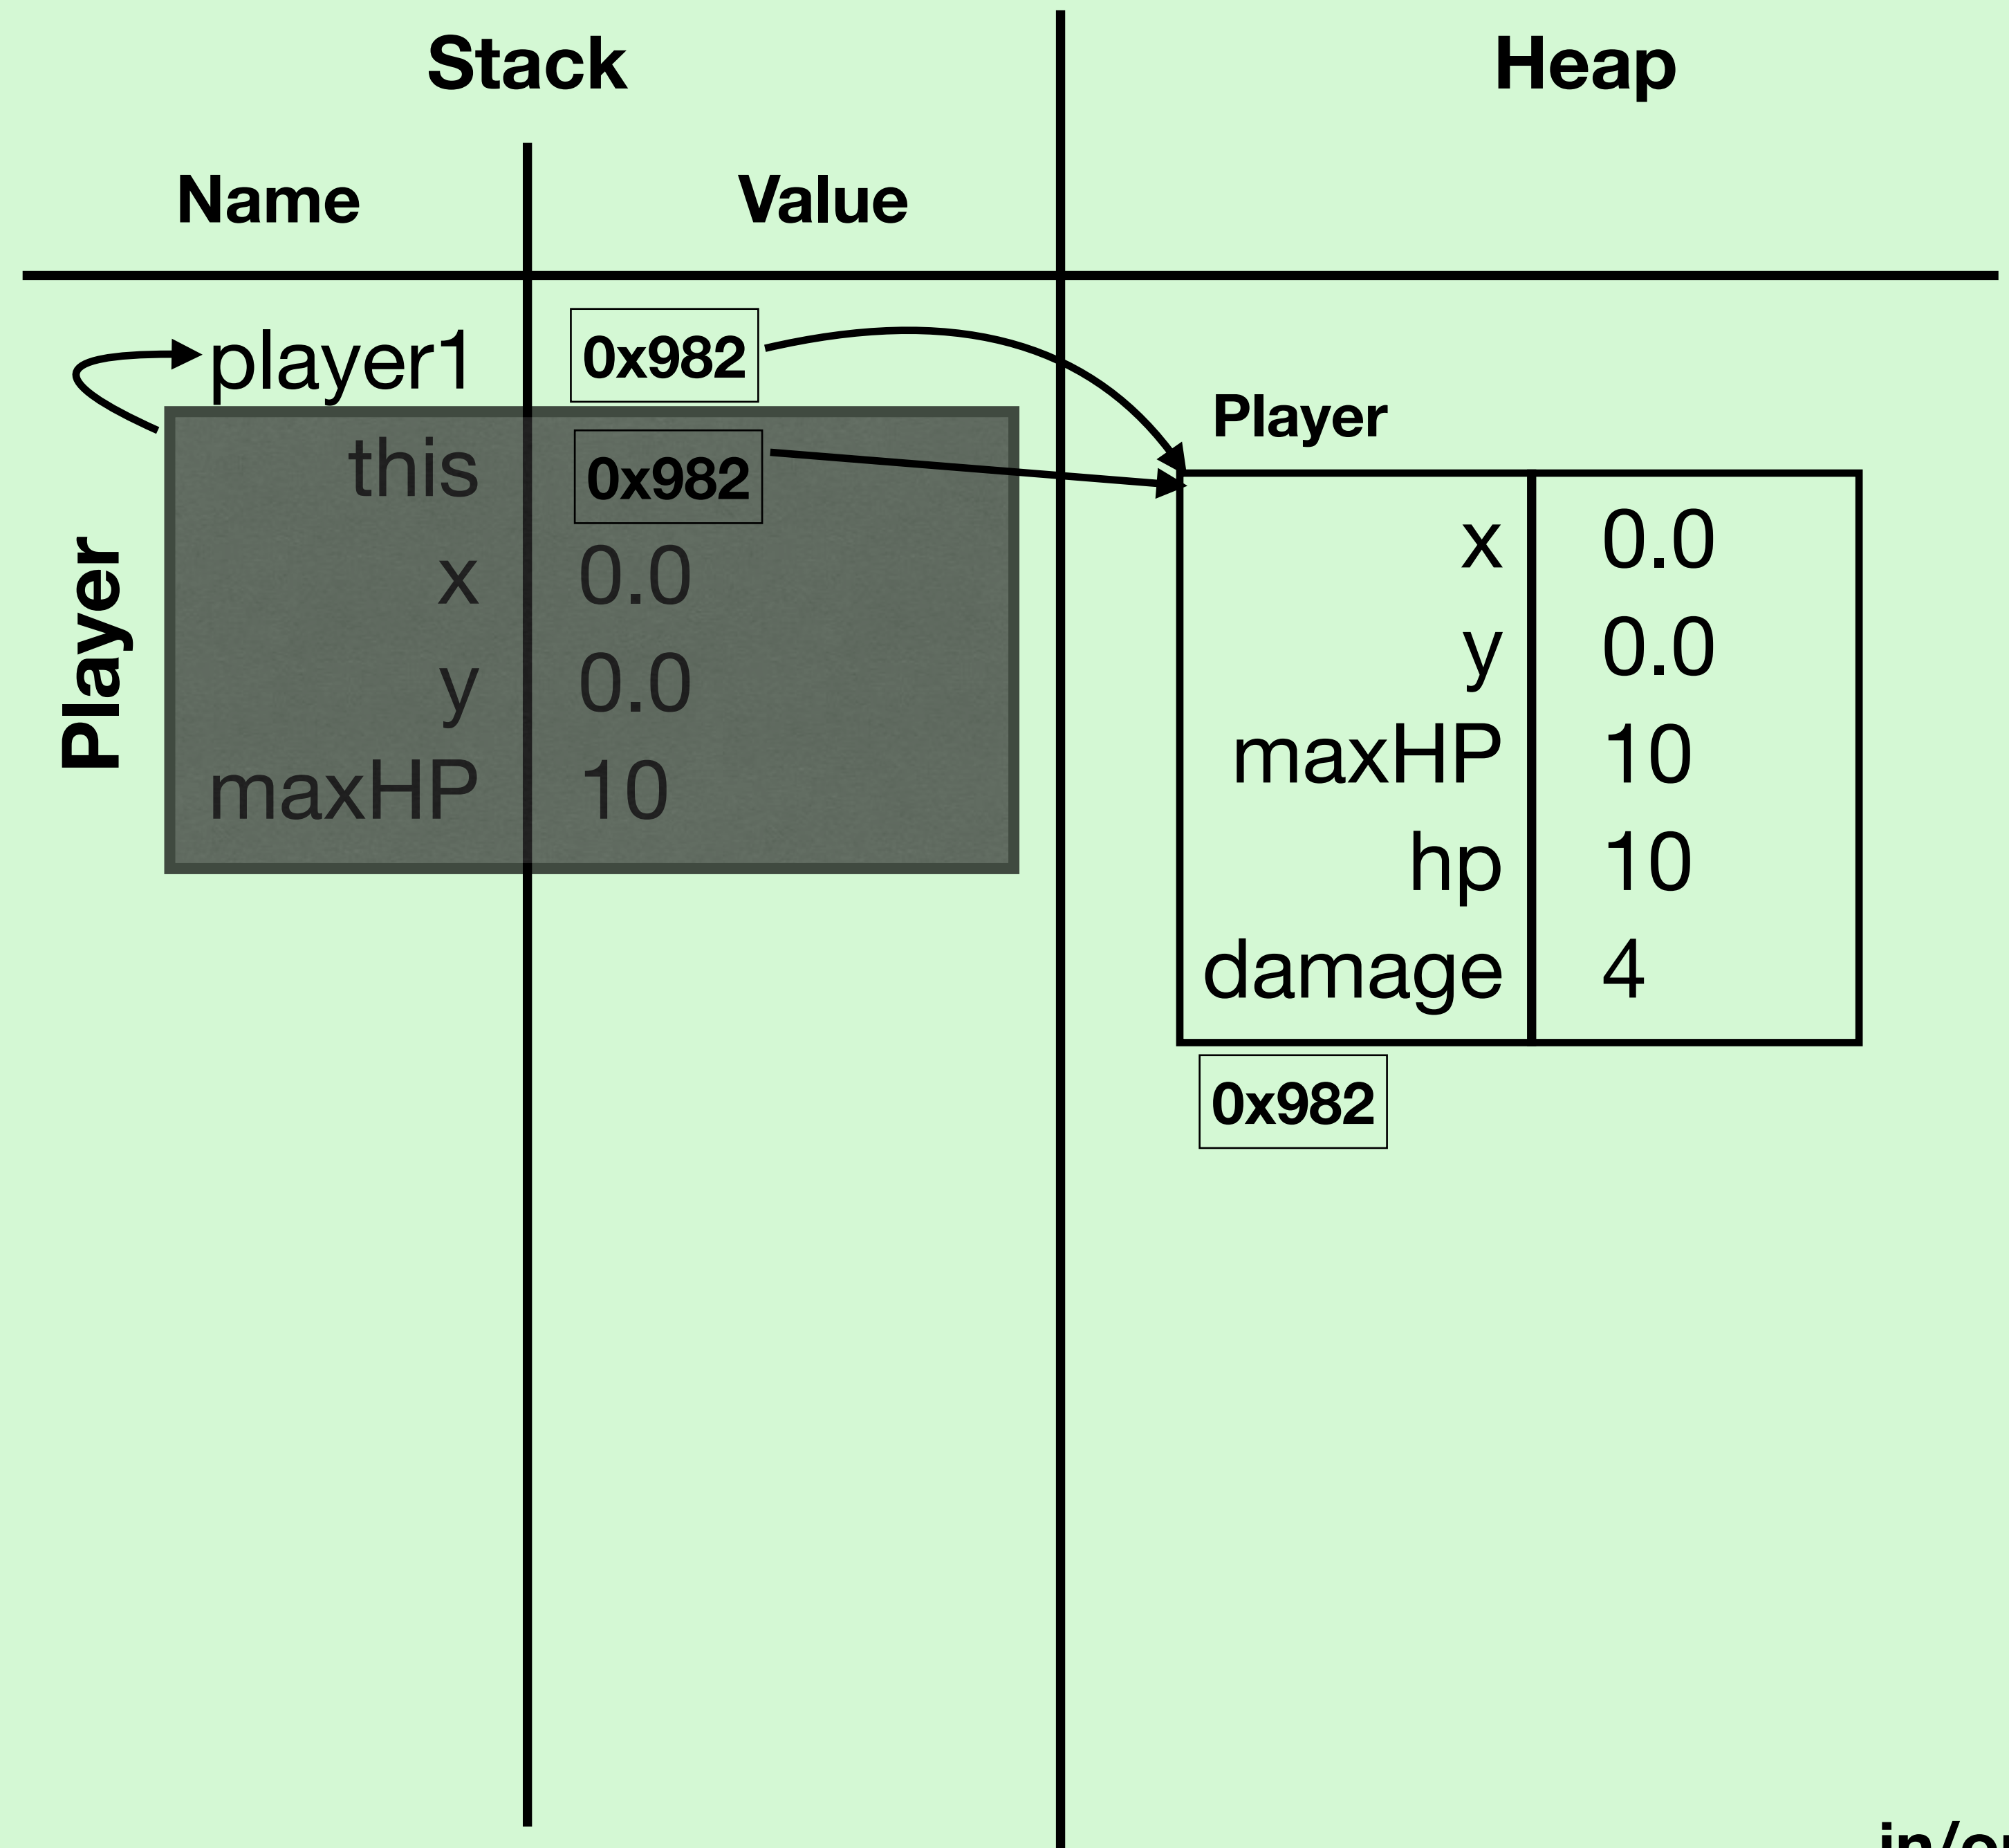 Stack Heap
Name Value
player1 0x982
Player
this 0x982
x 0.0
y 0.0
maxHP 10
Player
x 0.0
y 0.0
maxHP 10
hp 10
damage 4
0x982